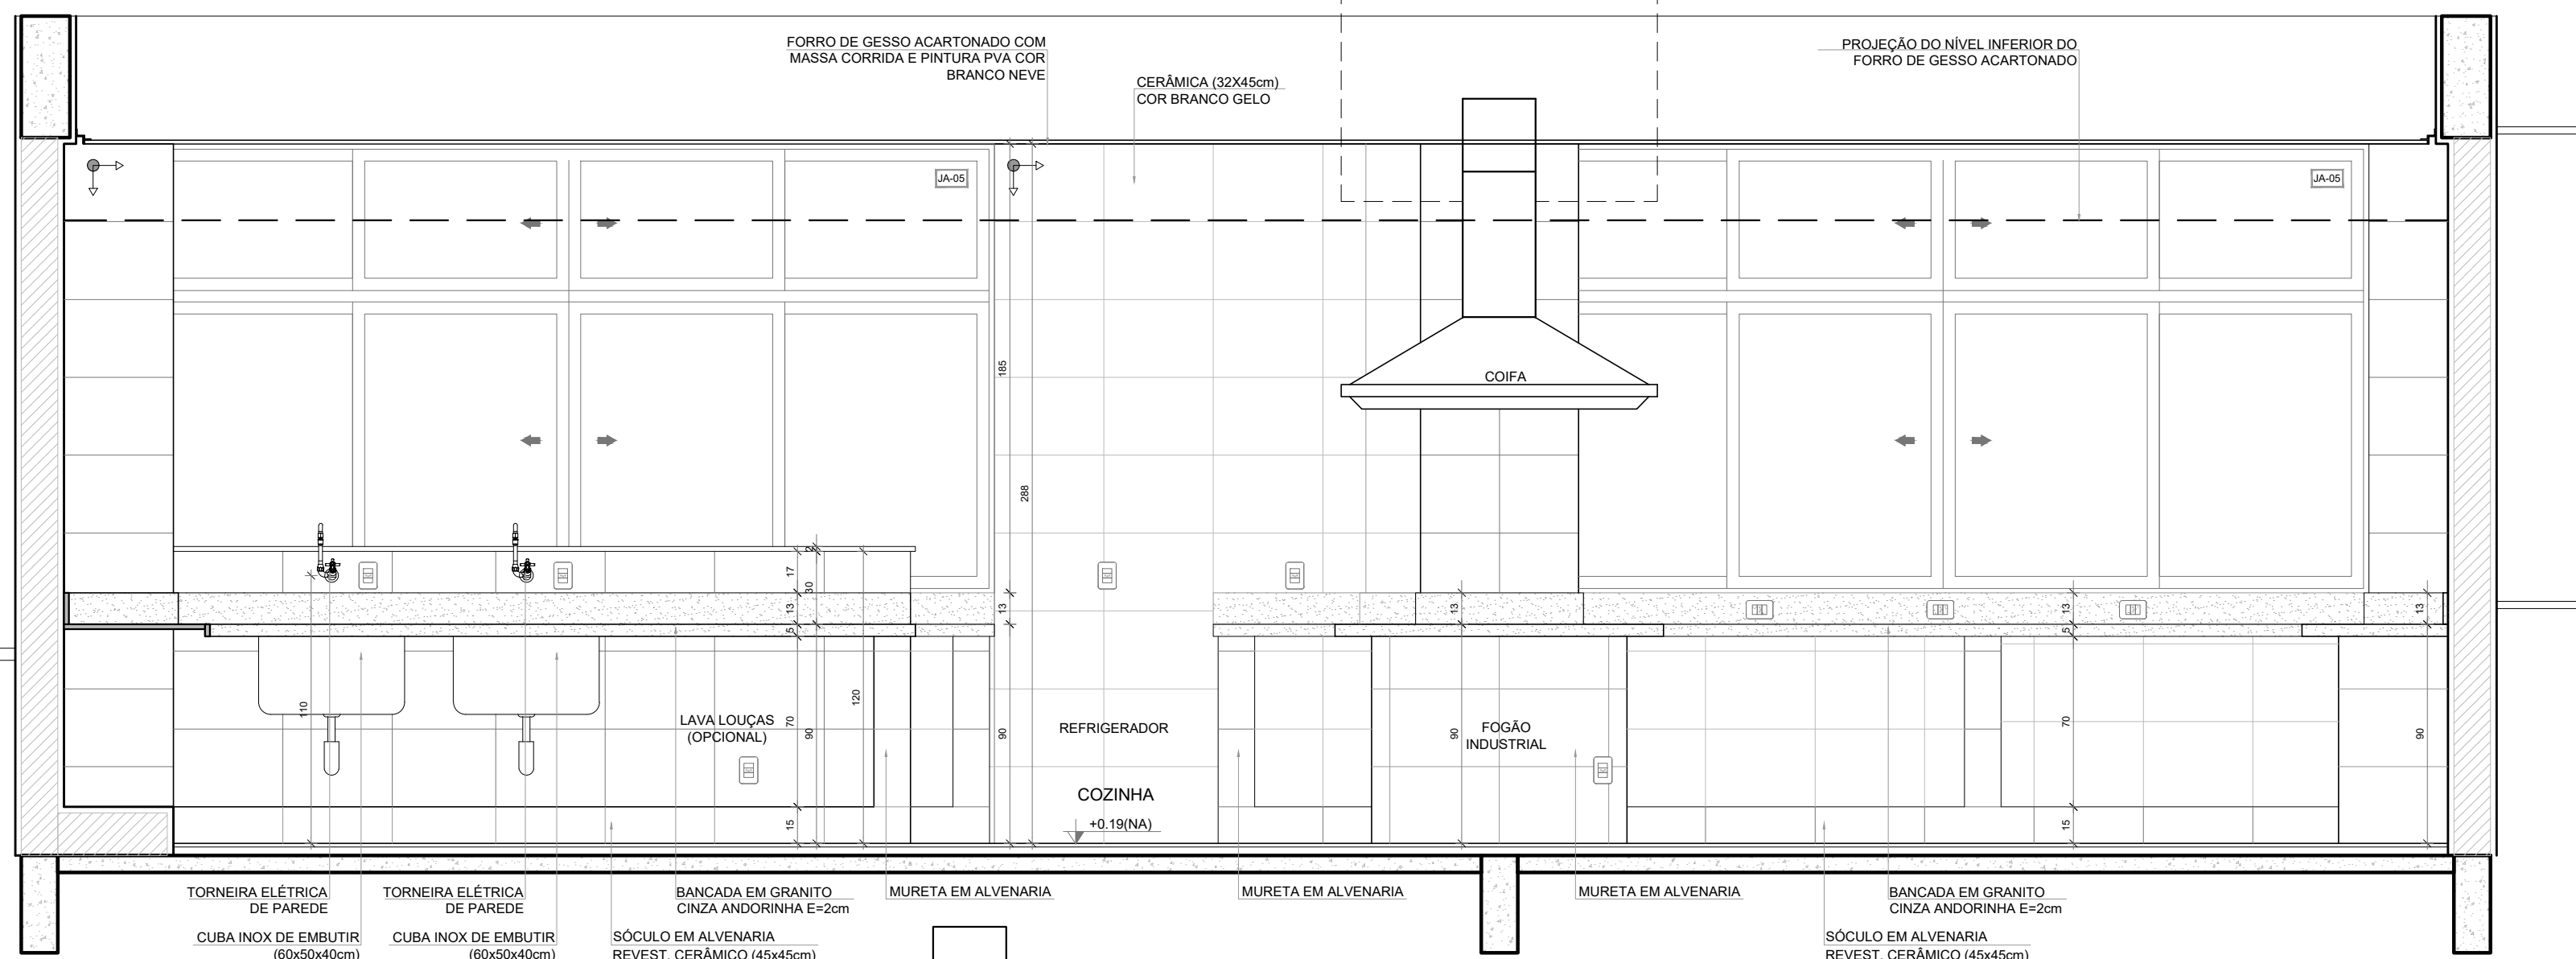 FORRO DE GESSO ACARTONADO COM
MASSA CORRIDA E PINTURA PVA COR
BRANCO NEVE
CERÂMICA (32X45cm)
COR BRANCO GELO
PROJEÇÃO DO NÍVEL INFERIOR DO
FORRO DE GESSO ACARTONADO
JA-05
JA-05
185
COIFA
288
2
17
30
13
5
13
13
13
5
13
110
LAVA LOUÇAS
(OPCIONAL)
70
90
120
90
REFRIGERADOR
90
FOGÃO
INDUSTRIAL
70
90
COZINHA
+0.19(NA)
15
15
TORNEIRA ELÉTRICA
DE PAREDE
TORNEIRA ELÉTRICA
DE PAREDE
BANCADA EM GRANITO
CINZA ANDORINHA E=2cm
MURETA EM ALVENARIA
MURETA EM ALVENARIA
MURETA EM ALVENARIA
BANCADA EM GRANITO
CINZA ANDORINHA E=2cm
CUBA INOX DE EMBUTIR
(60x50x40cm)
CUBA INOX DE EMBUTIR
(60x50x40cm)
SÓCULO EM ALVENARIA
REVEST. CERÂMICO (45x45cm)
SÓCULO EM ALVENARIA
REVEST. CERÂMICO (45x45cm)